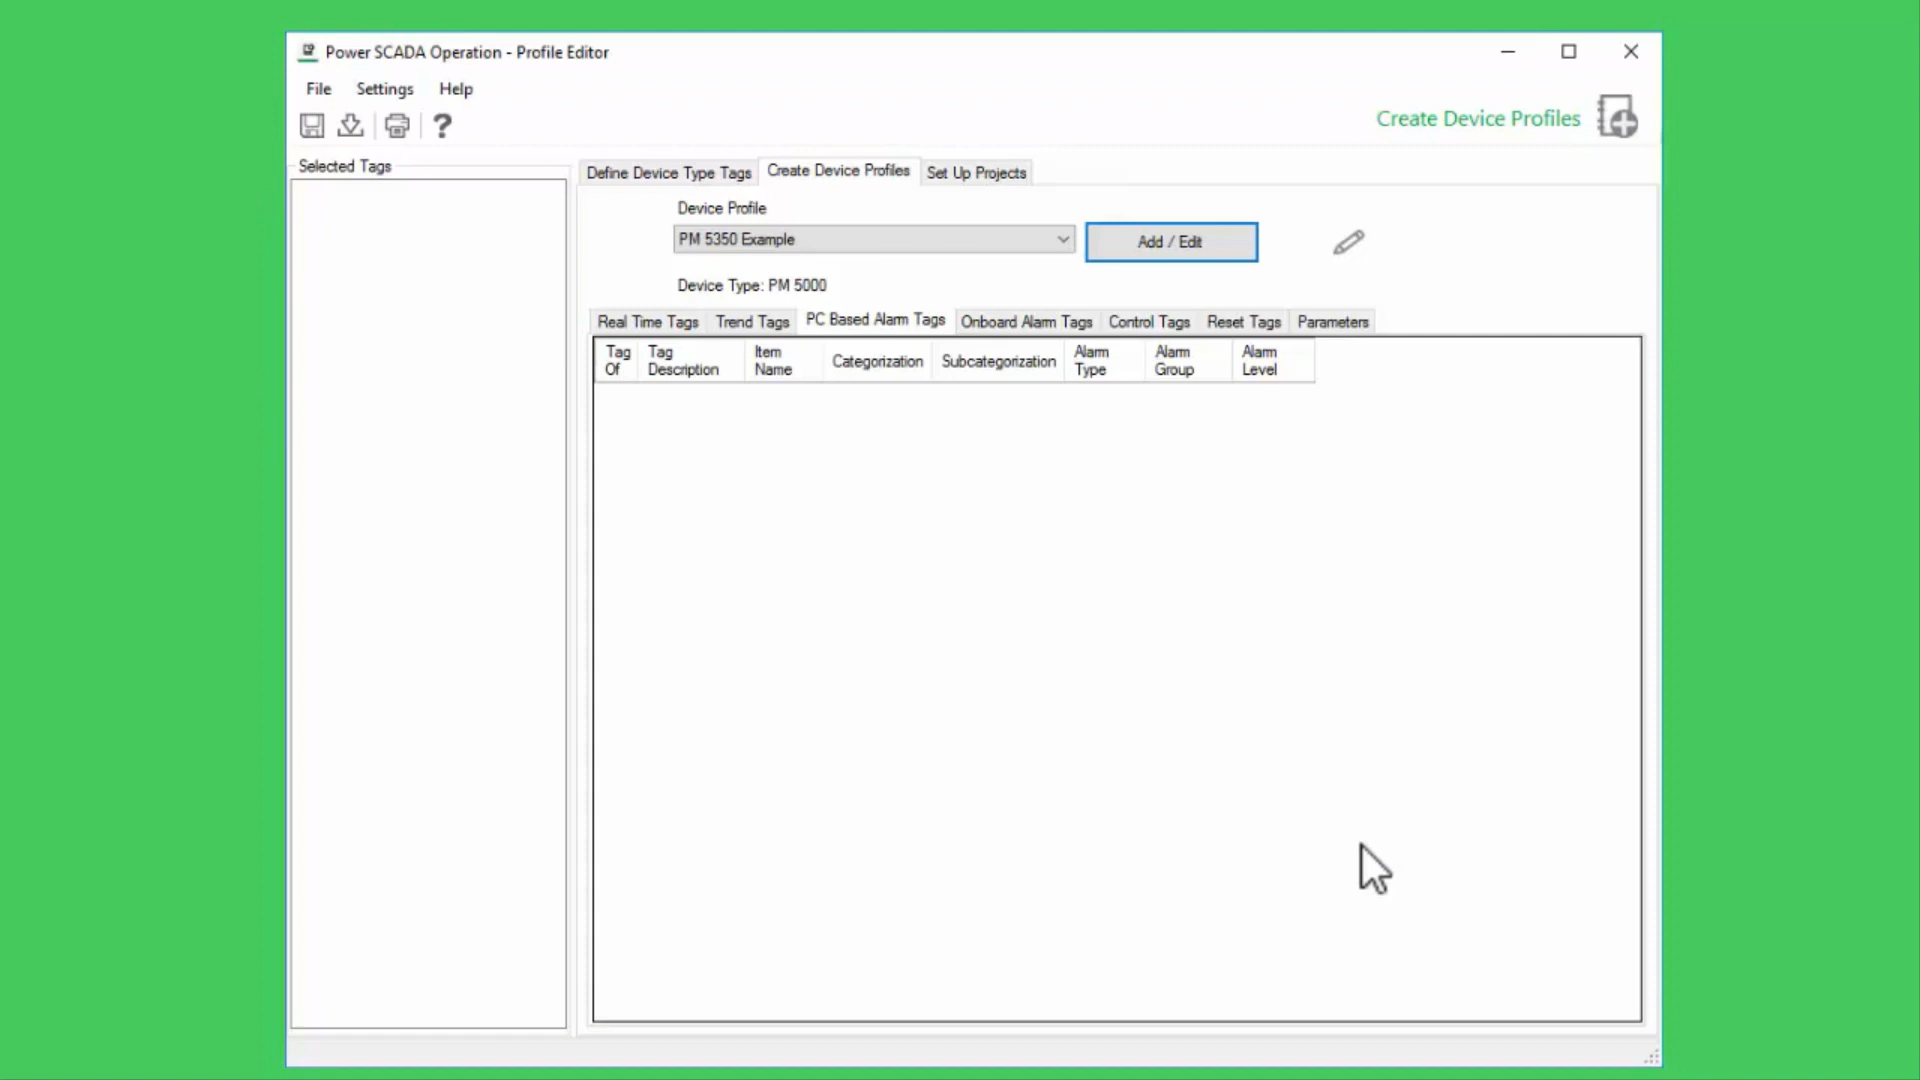 Power SCADA Operation - Profile Editor
File Settings Help
Create Device Profiles
Selected Tags
Define Device Type Tags Create Device Profiles Set Up Projects
Device Profile
PM 5350 Example
Add / Edit
Device Type: PM 5000
Real Time Tags Trend Tags PC Based Alarm Tags Onboard Alarm Tags Control Tags Reset Tags Parameters
Tag Of
Tag Description
Item Name
Categorization
Subcategorization
Alarm Type
Alarm Group
Alarm Level